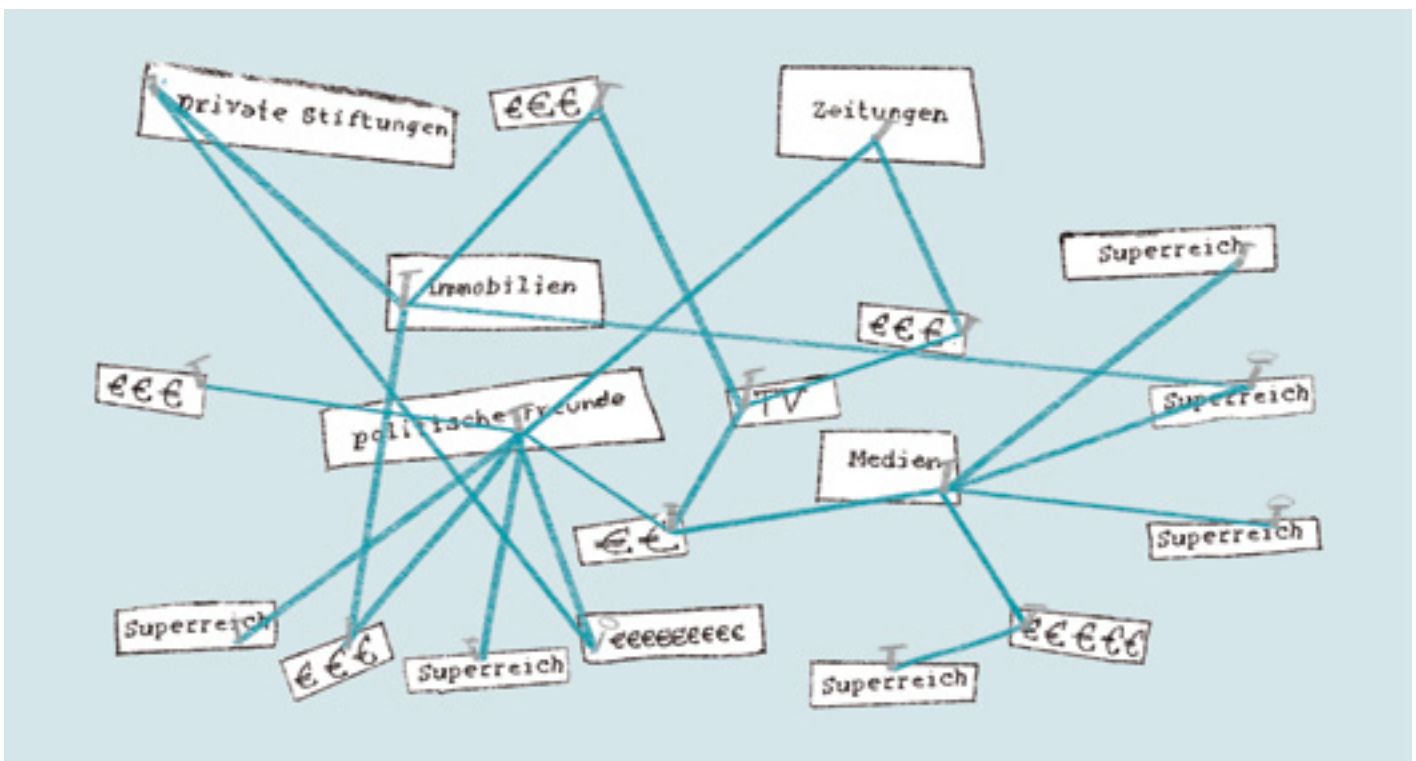 private Stiftungen
€€€
Zeitungen
Superreich
immobilien
€€€
€€€
politische Freunde
TV
Superreich
Medien
€€
Superreich
Superreich
€€€
Superreich
€€€€€€€€€
Superreich
€€€€€